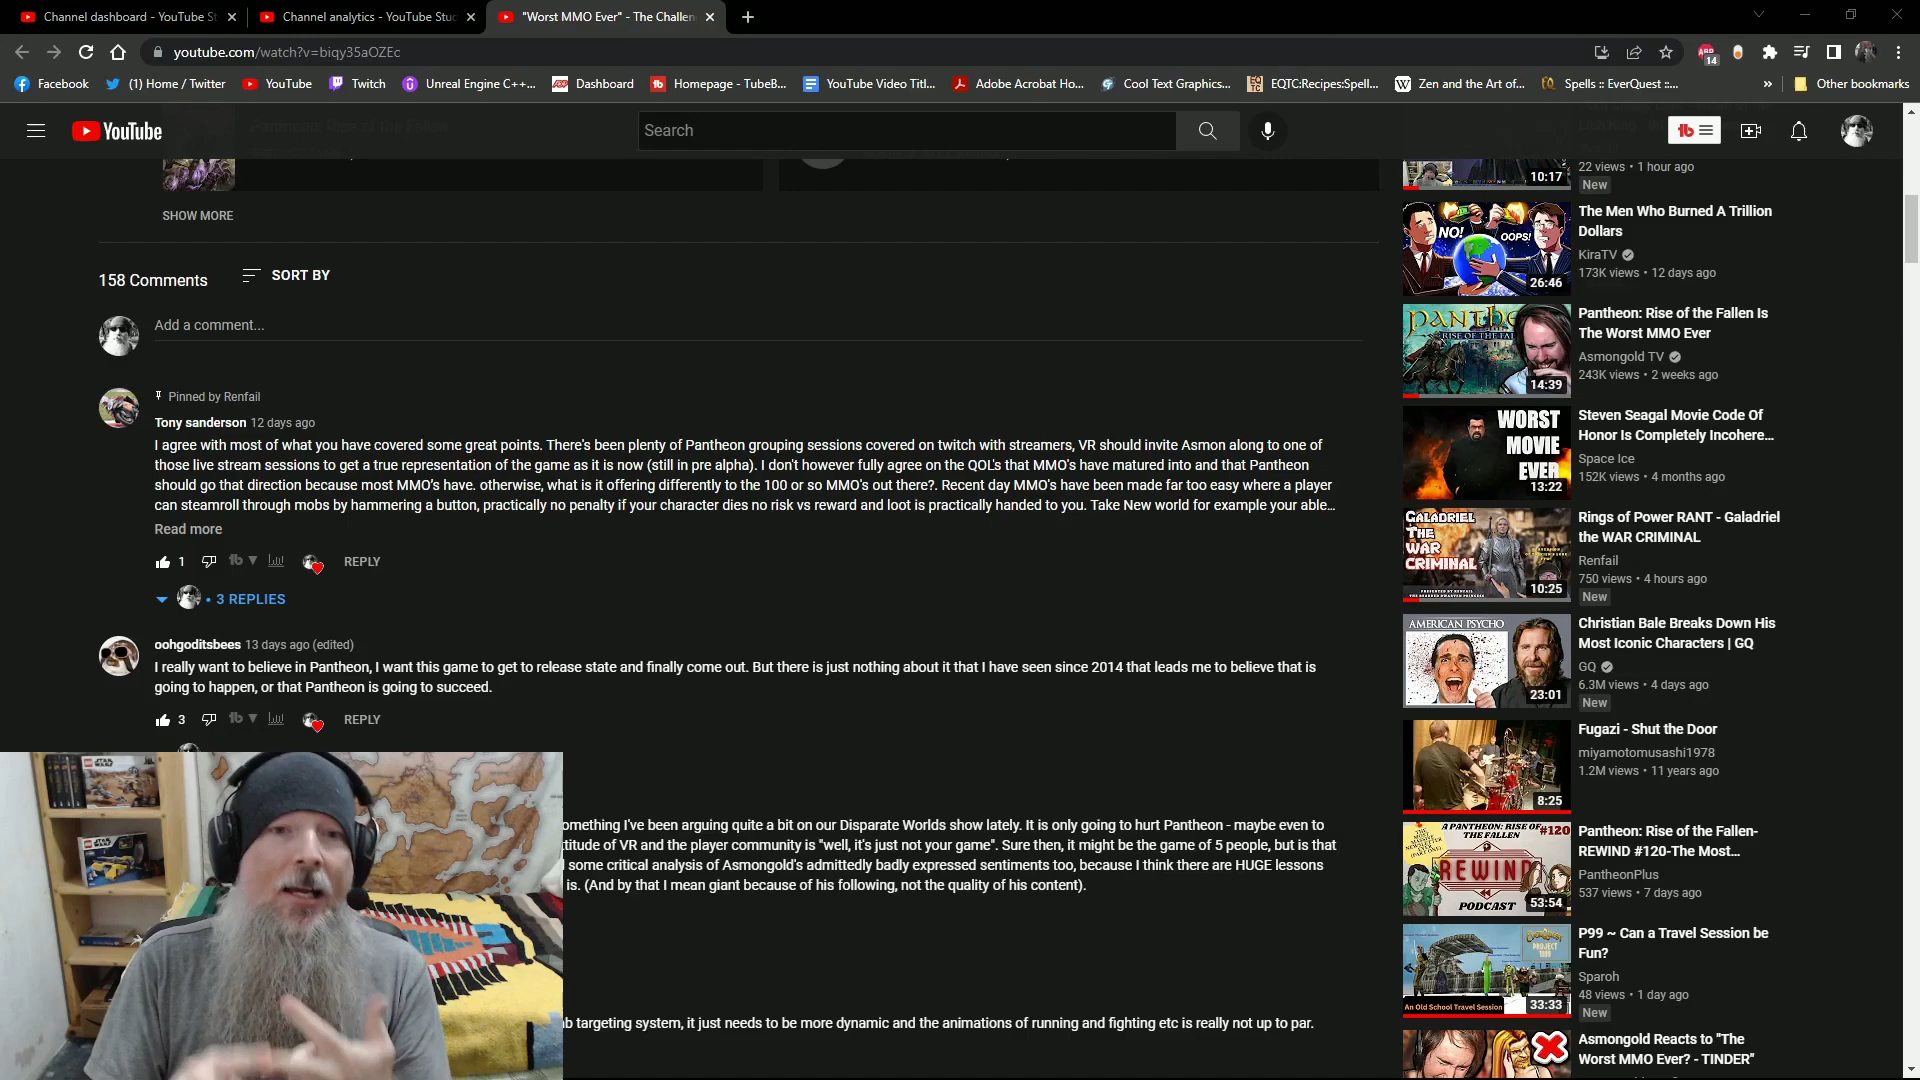 Channel dashboard - YouTube St
Channel analytics - YouTube Stud
"Worst MMO Ever" - The Challen
youtube.com/watch?v=biqy35aOZEc
14
Facebook
(1) Home / Twitter
YouTube
Twitch
Unreal Engine C++...
Dashboard
Homepage - TubeB...
YouTube Video Titl...
Adobe Acrobat Ho...
Cool Text Graphics...
EQTC:Recipes:Spell...
Zen and the Art of...
Spells :: EverQuest ::...
»
Other bookmarks
YouTube
Search
SHOW MORE
158 Comments
SORT BY
Add a comment...
Pinned by Renfail
Tony sanderson 12 days ago
I agree with most of what you have covered some great points. There's been plenty of Pantheon grouping sessions covered on twitch with streamers, VR should invite Asmon along to one of
those live stream sessions to get a true representation of the game as it is now (still in pre alpha). I don't however fully agree on the QOL's that MMO's have matured into and that Pantheon
should go that direction because most MMO's have. otherwise, what is it offering differently to the 100 or so MMO's out there?. Recent day MMO's have been made far too easy where a player
can steamroll through mobs by hammering a button, practically no penalty if your character dies no risk vs reward and loot is practically handed to you. Take New world for example your able...
Read more
1
REPLY
• 3 REPLIES
oohgoditsbees 13 days ago (edited)
I really want to believe in Pantheon, I want this game to get to release state and finally come out. But there is just nothing about it that I have seen since 2014 that leads me to believe that is
going to happen, or that Pantheon is going to succeed.
3
REPLY
omething I've been arguing quite a bit on our Disparate Worlds show lately. It is only going to hurt Pantheon - maybe even to
titude of VR and the player community is "well, it's just not your game". Sure then, it might be the game of 5 people, but is that
some critical analysis of Asmongold's admittedly badly expressed sentiments too, because I think there are HUGE lessons
is. (And by that I mean giant because of his following, not the quality of his content).
ab targeting system, it just needs to be more dynamic and the animations of running and fighting etc is really not up to par.
10:17
22 views • 1 hour ago
New
NO!
OOPS!
26:46
The Men Who Burned A Trillion
Dollars
KiraTV
173K views • 12 days ago
PANTHE
RISE OF THE FAL
14:39
Pantheon: Rise of the Fallen Is
The Worst MMO Ever
Asmongold TV
243K views • 2 weeks ago
WORST
MOVIE
EVER
13:22
Steven Seagal Movie Code Of
Honor Is Completely Incohere...
Space Ice
152K views • 4 months ago
GALADRIEL
THE
WAR
CRIMINAL
10:25
Rings of Power RANT - Galadriel
the WAR CRIMINAL
Renfail
750 views • 4 hours ago
New
AMERICAN PSYCHO
23:01
Christian Bale Breaks Down His
Most Iconic Characters | GQ
GQ
6.3M views • 4 days ago
New
8:25
Fugazi - Shut the Door
miyamotomusashi1978
1.2M views • 11 years ago
A PANTHEON: RISE OF THE FALLEN
#120
REWIND
PODCAST
53:54
Pantheon: Rise of the Fallen-
REWIND #120-The Most...
PantheonPlus
537 views • 7 days ago
An Old School Travel Session
33:33
P99 ~ Can a Travel Session be
Fun?
Sparoh
48 views • 1 day ago
New
Asmongold Reacts to "The
Worst MMO Ever? - TINDER"